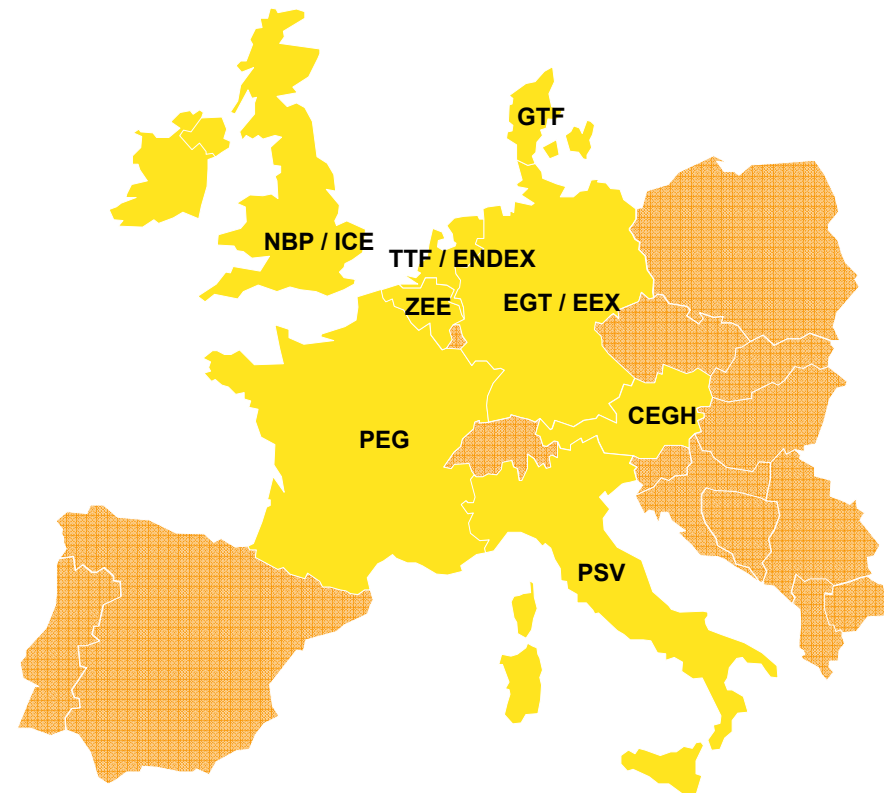 GTF
NBP / ICE
TTF / ENDEX
ZEE
EGT / EEX
CEGH
PEG
PSV